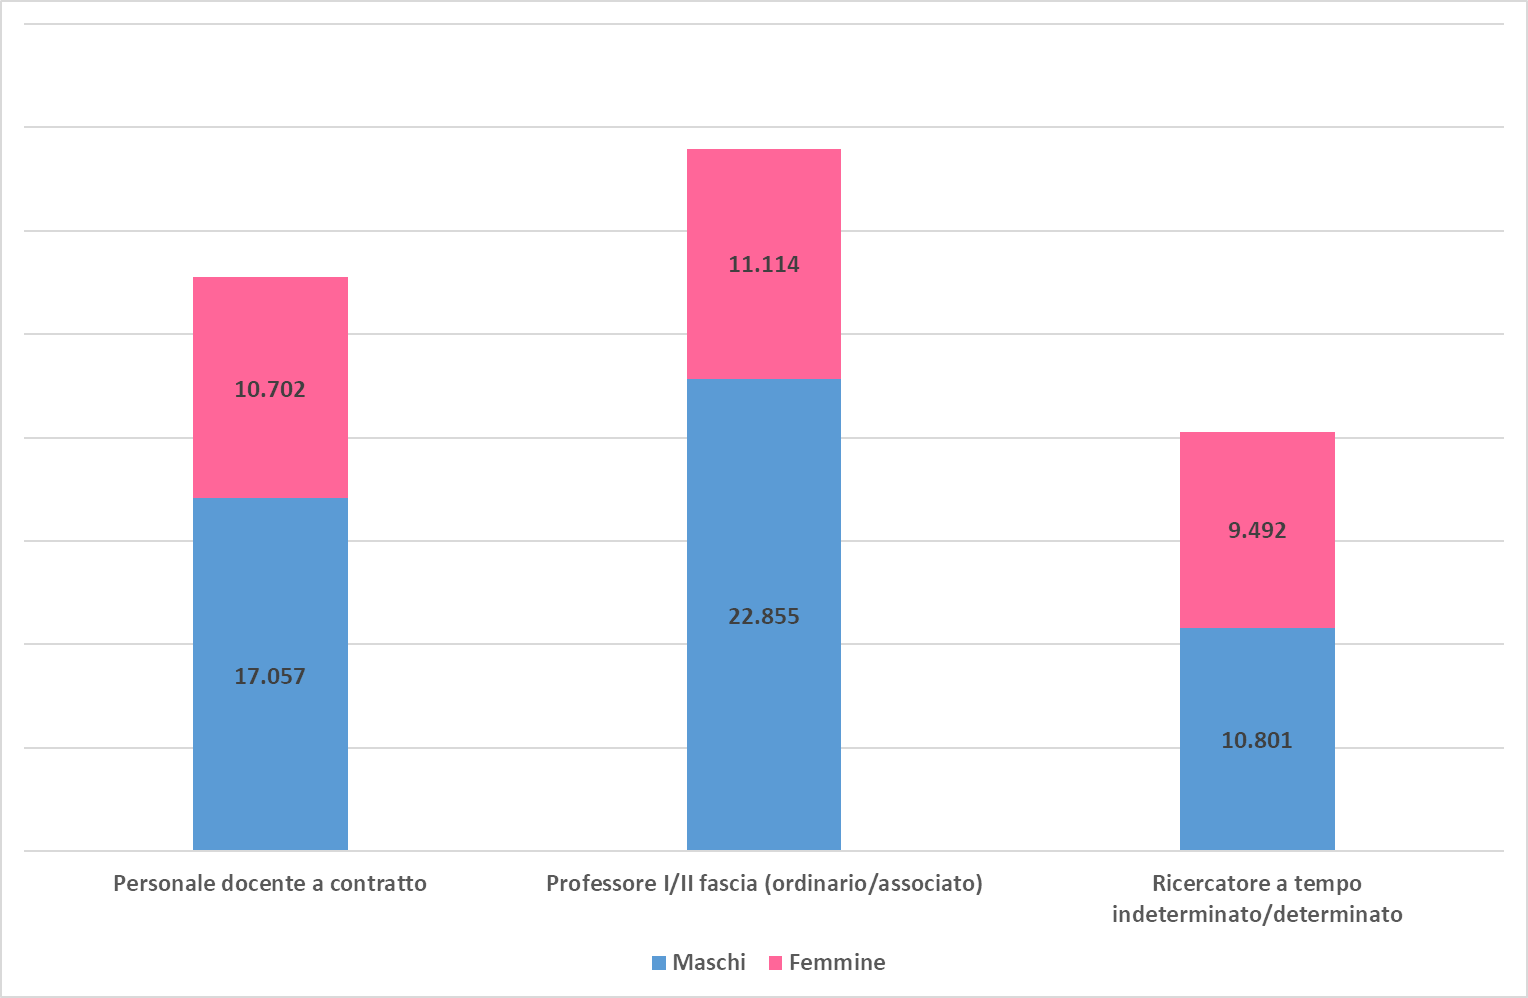 11.114
10.702
9.492
22.855
17.057
10.801
Personale docente a contratto
Professore I/II fascia (ordinario/associato)
Ricercatore a tempo
indeterminato/determinato
Maschi
Femmine